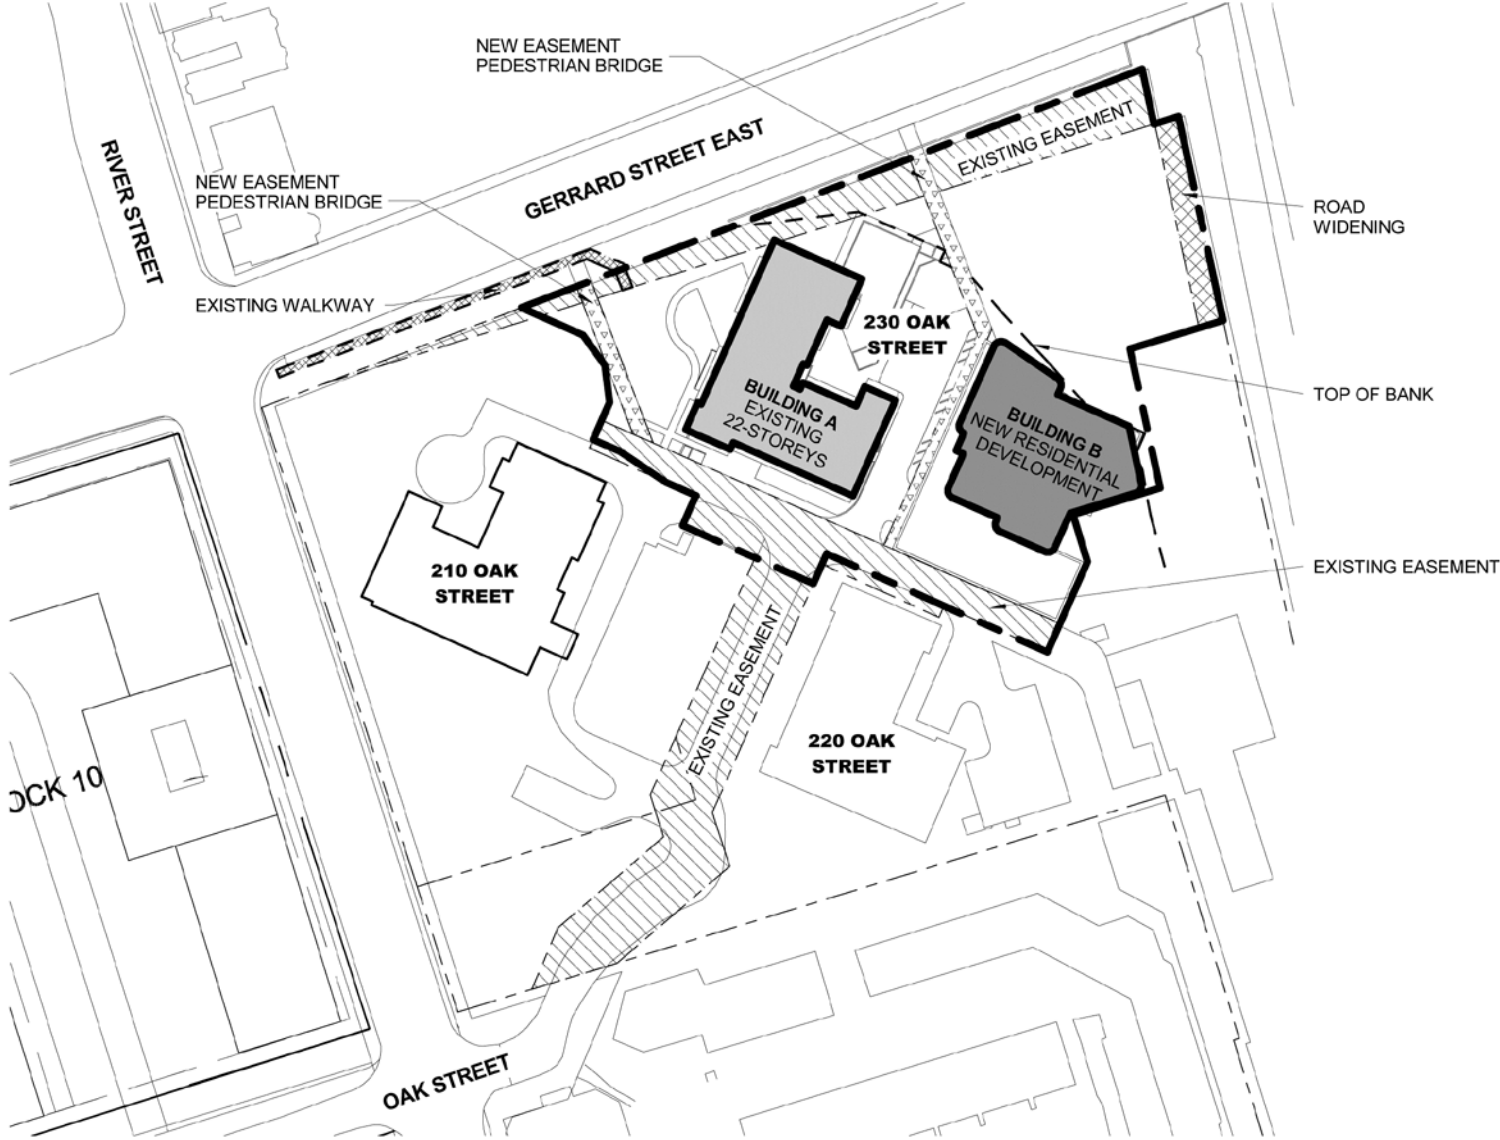 NEW EASEMENT
PEDESTRIAN BRIDGE
GERRARD STREET EAST
EXISTING EASEMENT
RIVER STREET
NEW EASEMENT
PEDESTRIAN BRIDGE
ROAD
WIDENING
EXISTING WALKWAY
230 OAK
STREET
BUILDING A
EXISTING
22-STOREYS
TOP OF BANK
BUILDING B
NEW RESIDENTIAL
DEVELOPMENT
210 OAK
STREET
EXISTING EASEMENT
EXISTING EASEMENT
220 OAK
STREET
OCK 10
OAK STREET